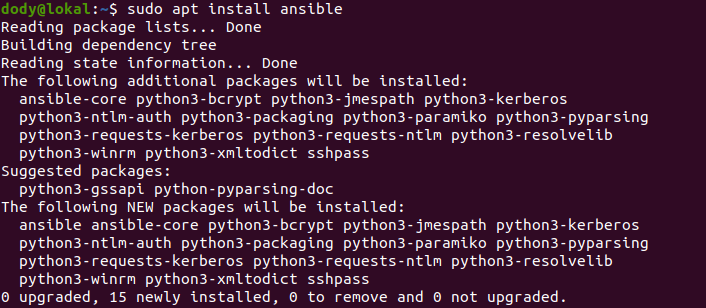 dody@lokal:~$ sudo apt install ansible
Reading package lists... Done
Building dependency tree
Reading state information... Done
The following additional packages will be installed:
  ansible-core python3-bcrypt python3-jmespath python3-kerberos
  python3-ntlm-auth python3-packaging python3-paramiko python3-pyparsing
  python3-requests-kerberos python3-requests-ntlm python3-resolvelib
  python3-winrm python3-xmltodict sshpass
Suggested packages:
  python3-gssapi python-pyparsing-doc
The following NEW packages will be installed:
  ansible ansible-core python3-bcrypt python3-jmespath python3-kerberos
  python3-ntlm-auth python3-packaging python3-paramiko python3-pyparsing
  python3-requests-kerberos python3-requests-ntlm python3-resolvelib
  python3-winrm python3-xmltodict sshpass
0 upgraded, 15 newly installed, 0 to remove and 0 not upgraded.